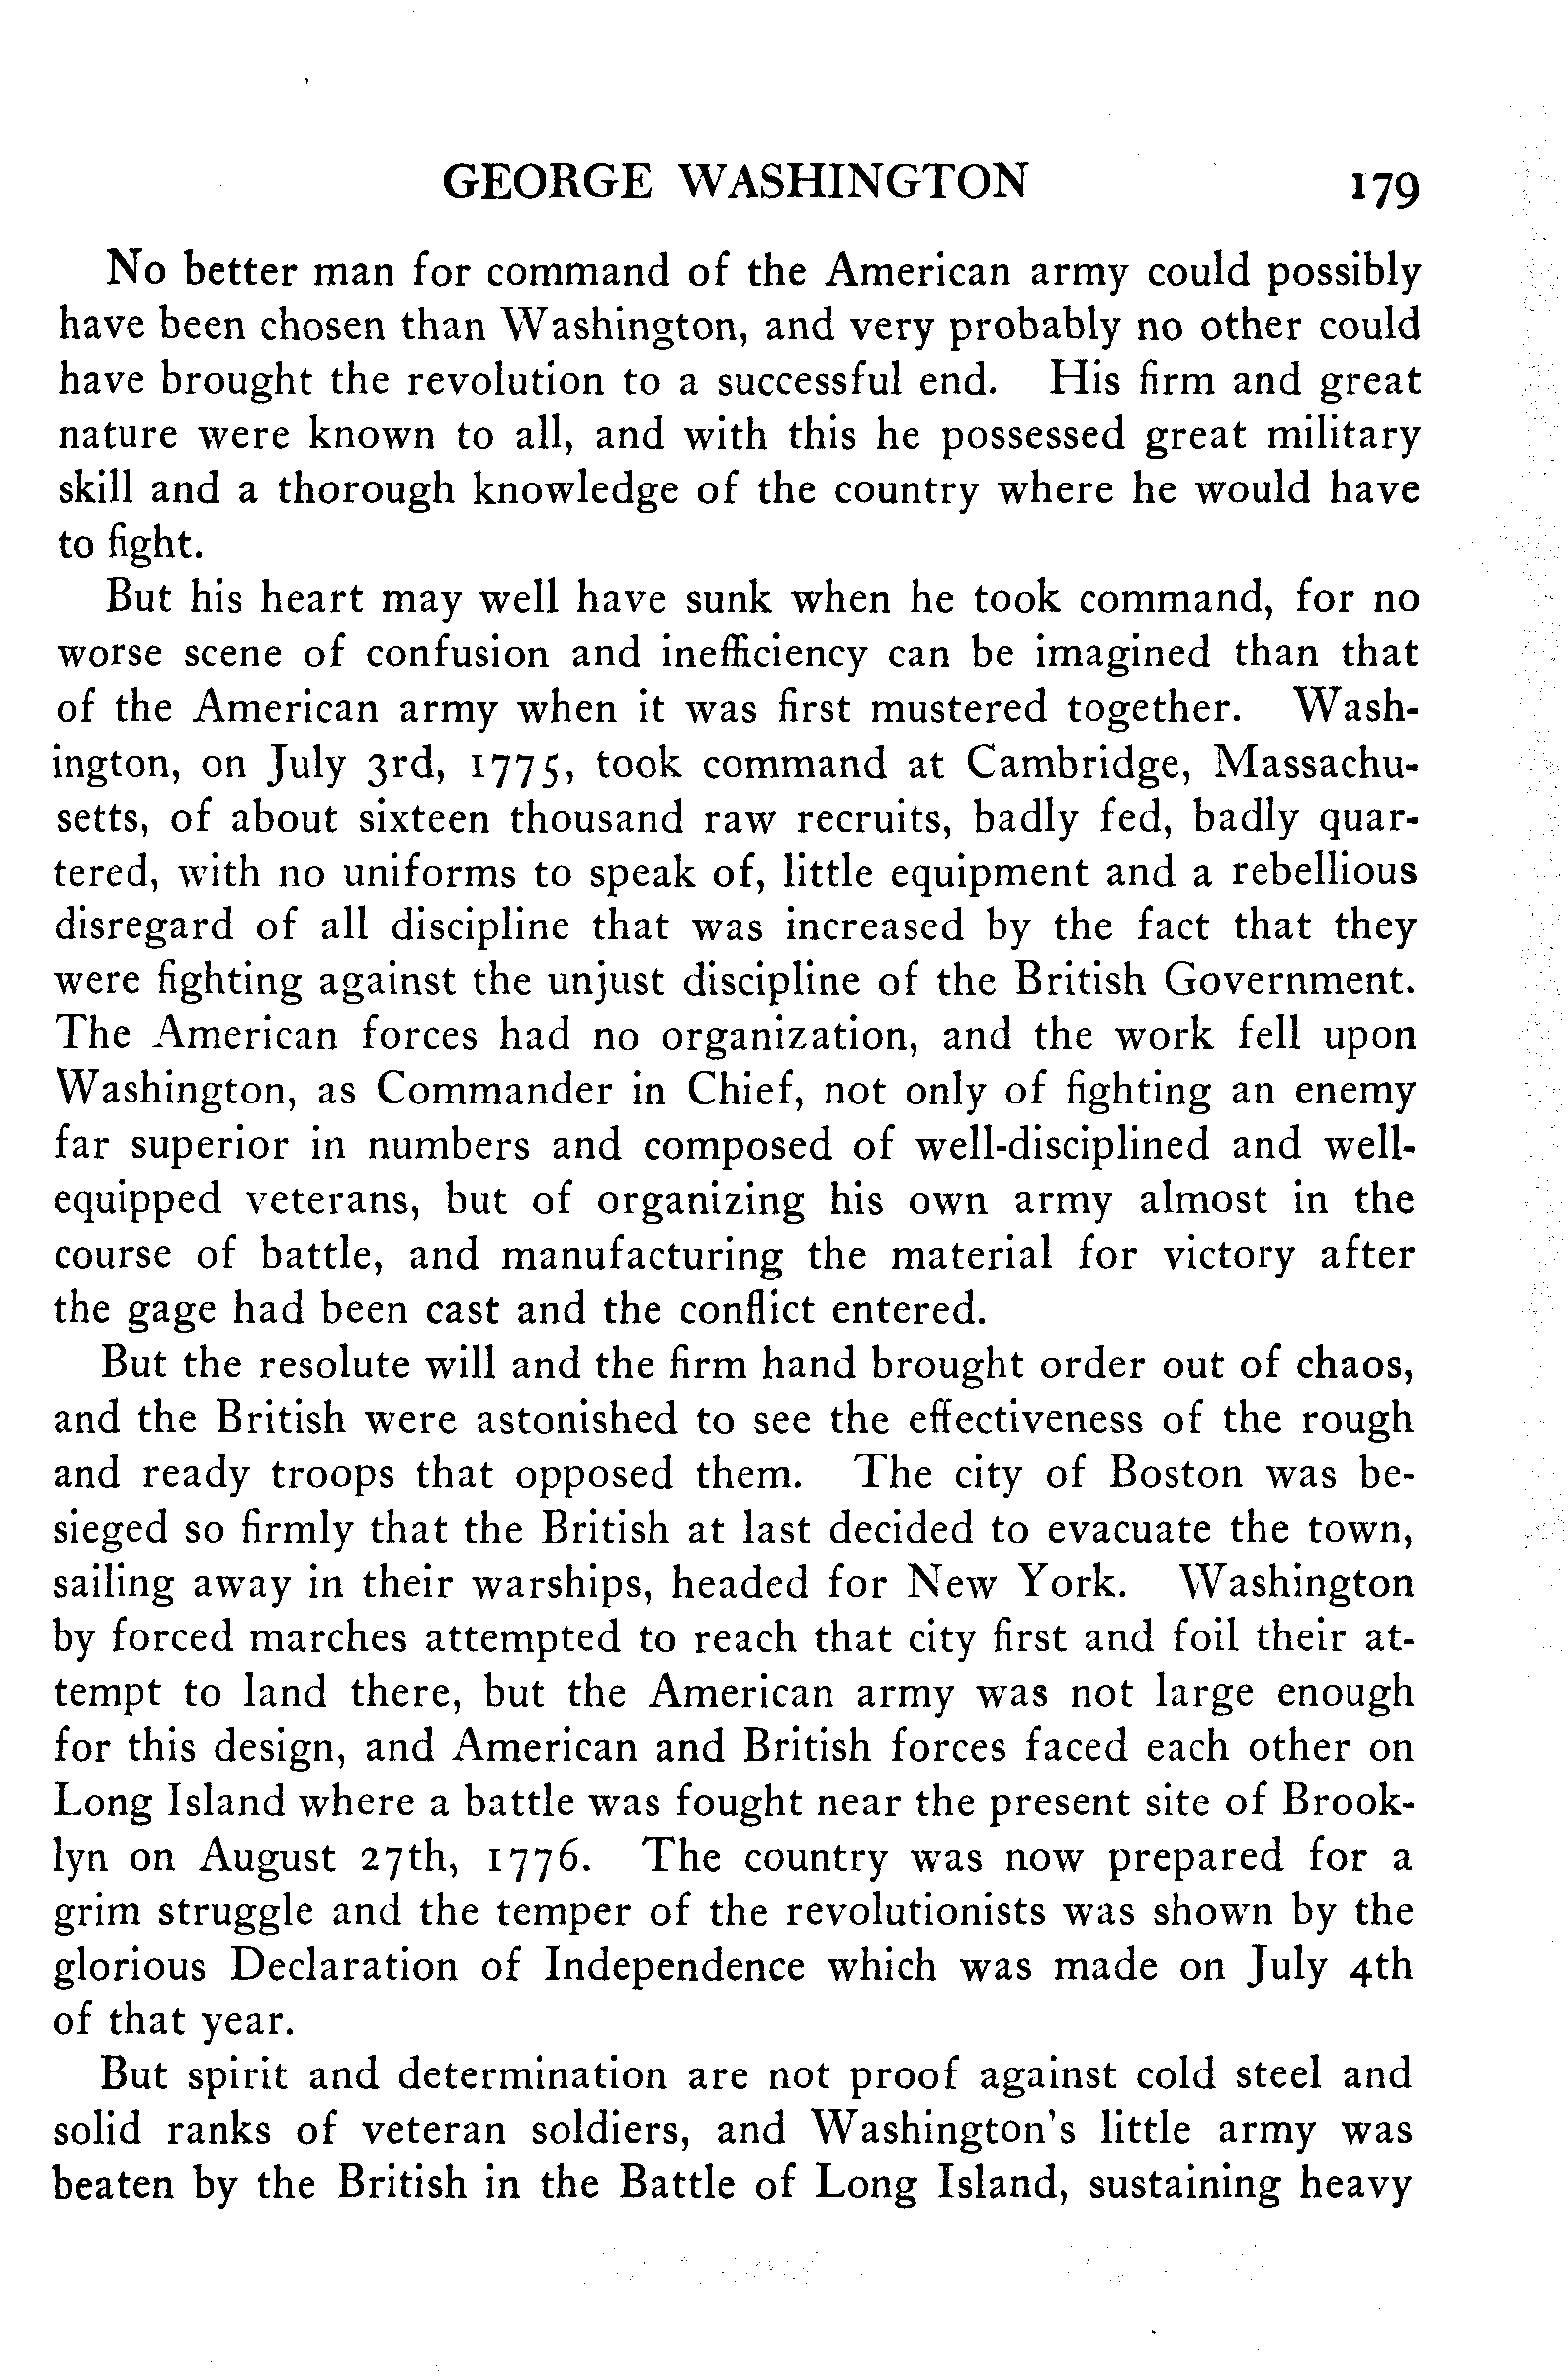 GEORGE WASHINGTON 179
No better man for command of the American army could possibly
have been chosen than Washington, and very probably no other could
have brought the revolution to a successful end. His firm and great
nature were known to all, and with this he possessed great military
skill and a thorough knowledge of the country where he would have
to fight.
But his heart may well have sunk when he took command, for no
worse scene of confusion and inefficiency can be imagined than that
of the American army when it was first mustered together. Wash-
ington, on July 3rd, 1775, took command at Cambridge, Massachu-
setts, of about sixteen thousand raw recruits, badly fed, badly quar-
tered, with no uniforms to speak of, little equipment and a rebellious
disregard of all discipline that was increased by the fact that they
were fighting against the unjust discipline of the British Government.
The American forces had no organization, and the work fell upon
Washington, as Commander in Chief, not only of fighting an enemy
far superior in numbers and composed of well-disciplined and well-
equipped veterans, but of organizing his own army almost in the
course of battle, and manufacturing the material for victory after
the gage had been cast and the conflict entered.
But the resolute will and the firm hand brought order out of chaos,
and the British were astonished to see the effectiveness of the rough
and ready troops that opposed them. The city of Boston was be-
sieged so firmly that the British at last decided to evacuate the town,
sailing away in their warships, headed for New York. Washington
by forced marches attempted to reach that city first and foil their at-
tempt to land there, but the American army was not large enough
for this design, and American and British forces faced each other on
Long Island where a battle was fought near the present site of Brook-
lyn on August 27th, 1776. The country was now prepared for a
grim struggle and the temper of the revolutionists was shown by the
glorious Declaration of Independence which was made on July 4th
of that year.
But spirit and determination are not proof against cold steel and
solid ranks of veteran soldiers, and Washington's little army was
beaten by the British in the Battle of Long Island, sustaining heavy